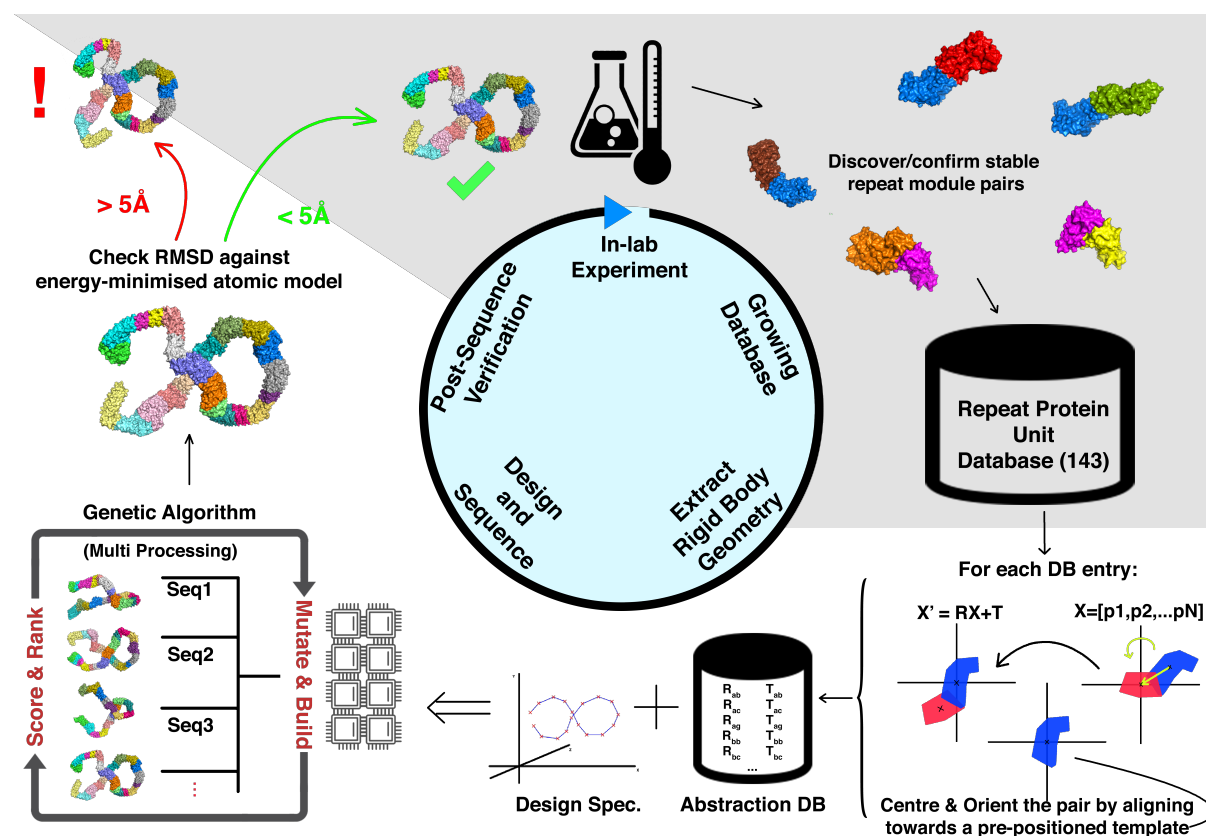 !
> 5Å
< 5Å
Check RMSD against
energy-minimised atomic model
Discover/confirm stable
repeat module pairs
In-lab
Experiment
Growing
Database
Extract
Rigid Body
Geometry
Design
and
Sequence
Post-Sequence
Verification
Repeat Protein
Unit
Database (143)
For each DB entry:
X' = RX+T
X=[p1,p2,...pN]
Centre & Orient the pair by aligning
towards a pre-positioned template
R_ab T_ab
R_ac T_ac
R_ag T_ag
R_bb T_bb
R_bc T_bc
...
Abstraction DB
Design Spec.
Y
Z
X
Genetic Algorithm
(Multi Processing)
Score & Rank
Seq1
Seq2
Seq3
...
Mutate & Build